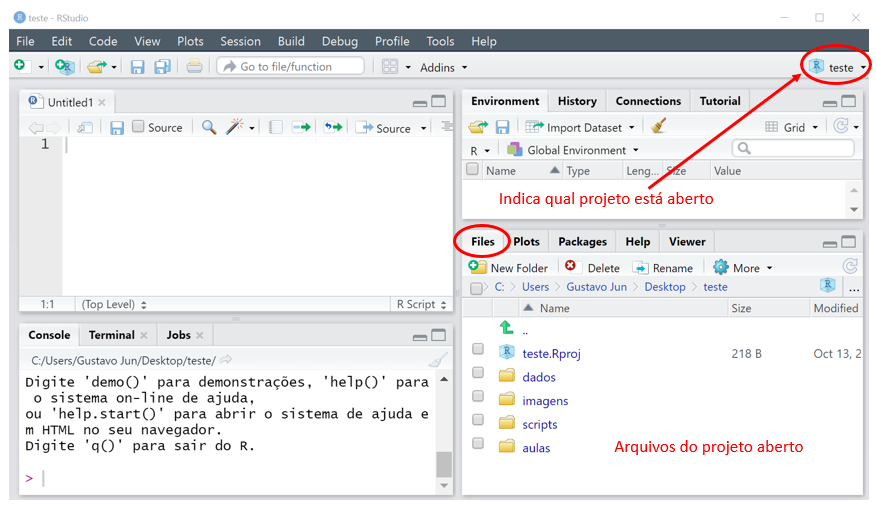 teste - RStudio
File Edit Code View Plots Session Build Debug Profile Tools Help
Go to file/function Addins teste
Untitled1
Source Source
1
1:1 (Top Level) R Script
Console Terminal Jobs
C:/Users/Gustavo Jun/Desktop/teste/
Digite 'demo()' para demonstrações, 'help()' para
o sistema on-line de ajuda,
ou 'help.start()' para abrir o sistema de ajuda e
m HTML no seu navegador.
Digite 'q()' para sair do R.
>
Environment History Connections Tutorial
Import Dataset Grid
R Global Environment
Name Type Leng... Size Value
Indica qual projeto está aberto
Files Plots Packages Help Viewer
New Folder Delete Rename More
C: Users Gustavo Jun Desktop teste ...
Name Size Modified
..
teste.Rproj 218 B Oct 13, 2
dados
imagens
scripts
aulas
Arquivos do projeto aberto